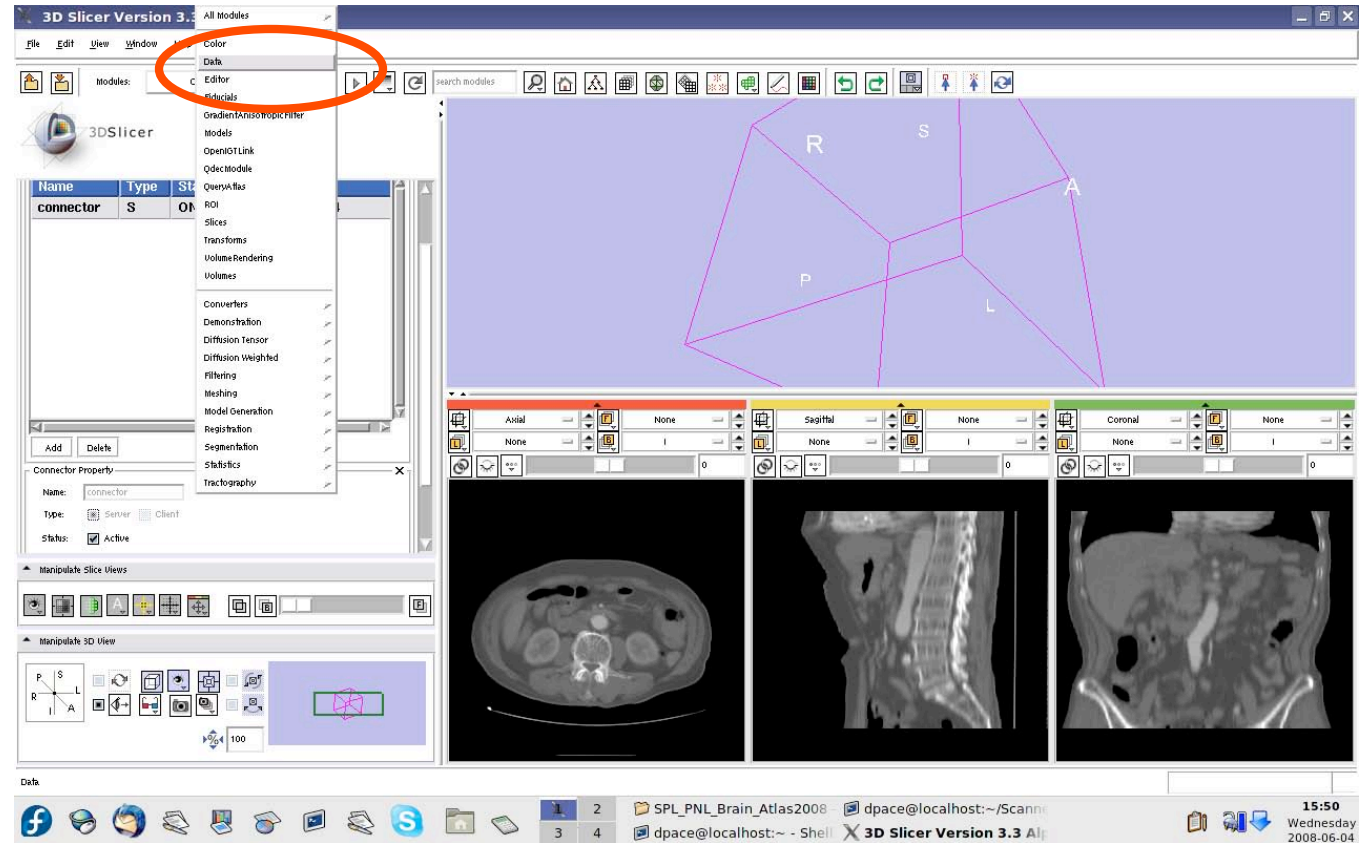 3D Slicer Version 3.3
All Modules
File Edit View Window
Color
Data
Editor
Fiducials
GradientAnisotropicFilter
Models
OpenIGTLink
QdecModule
QueryAtlas
ROI
Slices
Transforms
VolumeRendering
Volumes
Converters
Demonstration
Diffusion Tensor
Diffusion Weighted
Filtering
Meshing
Model Generation
Registration
Segmentation
Statistics
Tractography
Modules:
search modules
3DSlicer
Name Type
connector S
Add Delete
Connector Property
Name: connector
Type: Server Client
Status: Active
Manipulate Slice Views
Manipulate 3D View
P S
R L
I A
100
R S A
P L
Axial None
None I
0
Sagittal None
None I
0
Coronal None
None I
0
Data
1 2
3 4
SPL_PNL_Brain_Atlas2008
dpace@localhost:~/Scann
dpace@localhost:~ - Shell
3D Slicer Version 3.3 Alp
15:50
Wednesday
2008-06-04